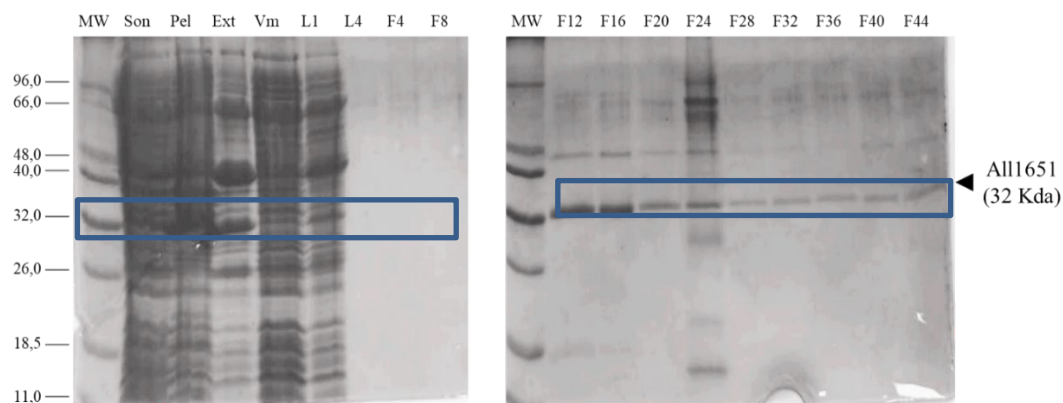 MW Son Pel Ext Vm L1 L4 F4 F8
MW F12 F16 F20 F24 F28 F32 F36 F40 F44
96,0
66,0
48,0
40,0
32,0
26,0
18,5
11,0
All1651
(32 Kda)